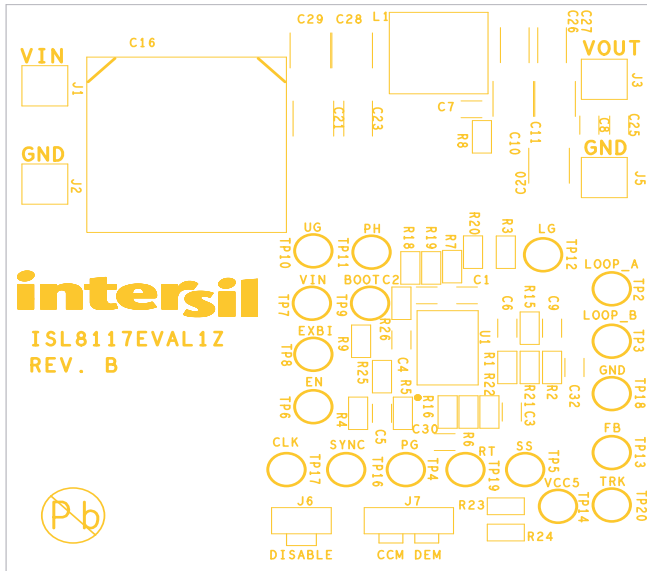 C29 C28 L1 C26 C27
VIN C16 VOUT
J1 J3
C7
C21 C23 R8 C10 C11 C8 C25
GND GND
J2 C20 J5
UG PH R20 R3 LG
TP10 TP11 R18 R19 R7 TP12
LOOP_A
VIN BOOT C2 C1 TP2
TP7 TP9 R15
intersil
LOOP_B
EXBI R26 C6 C9 TP3
ISL8117EVAL1Z
TP8 R9 U1
REV. B
C4 R1 R2 GND
EN R25 R5 R22 C32 TP18
TP6 R4 R16 R21 C3
C5 C30 R6 FB
CLK SYNC PG RT SS TP13
TP17 TP16 TP4 TP19 TP5
VCC5 TRK
Pb J6 J7 R23 TP14 TP20
R24
DISABLE CCM DEM